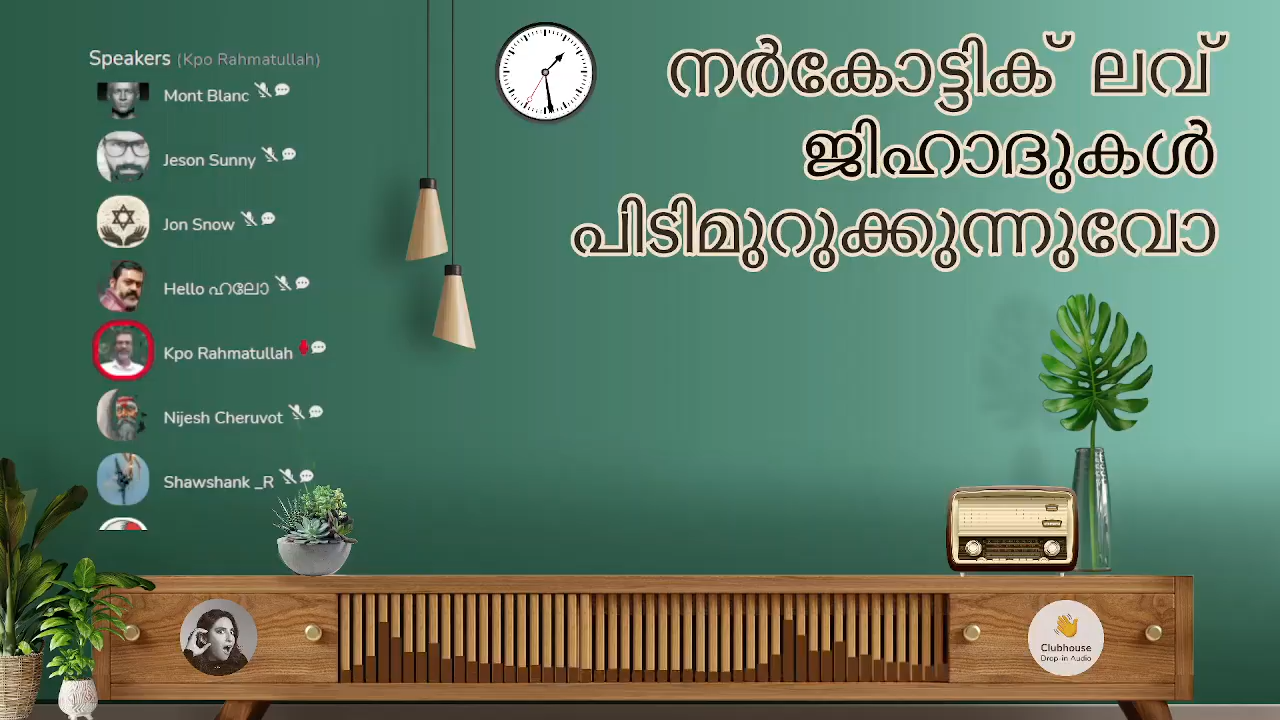 Speakers (Kpo Rahmatullah)
Mont Blanc
Jeson Sunny
Jon Snow
Hello ഹലോ
Kpo Rahmatullah
Nijesh Cheruvot
Shawshank _R
നർകോട്ടിക് ലവ്
ജിഹാദുകൾ
പിടിമുറുക്കുന്നുവോ
Clubhouse
Drop-in Audio